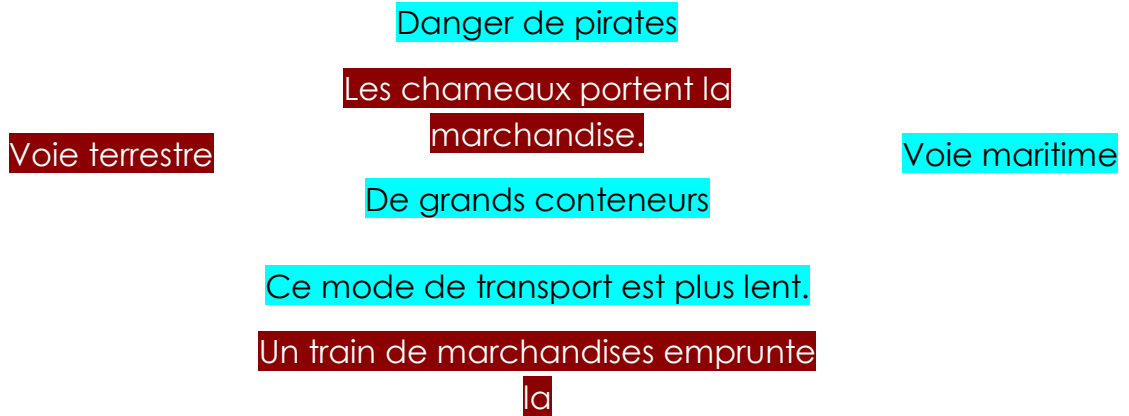 Danger de pirates
Les chameaux portent la
marchandise.
Voie terrestre
Voie maritime
De grands conteneurs
Ce mode de transport est plus lent.
Un train de marchandises emprunte
la